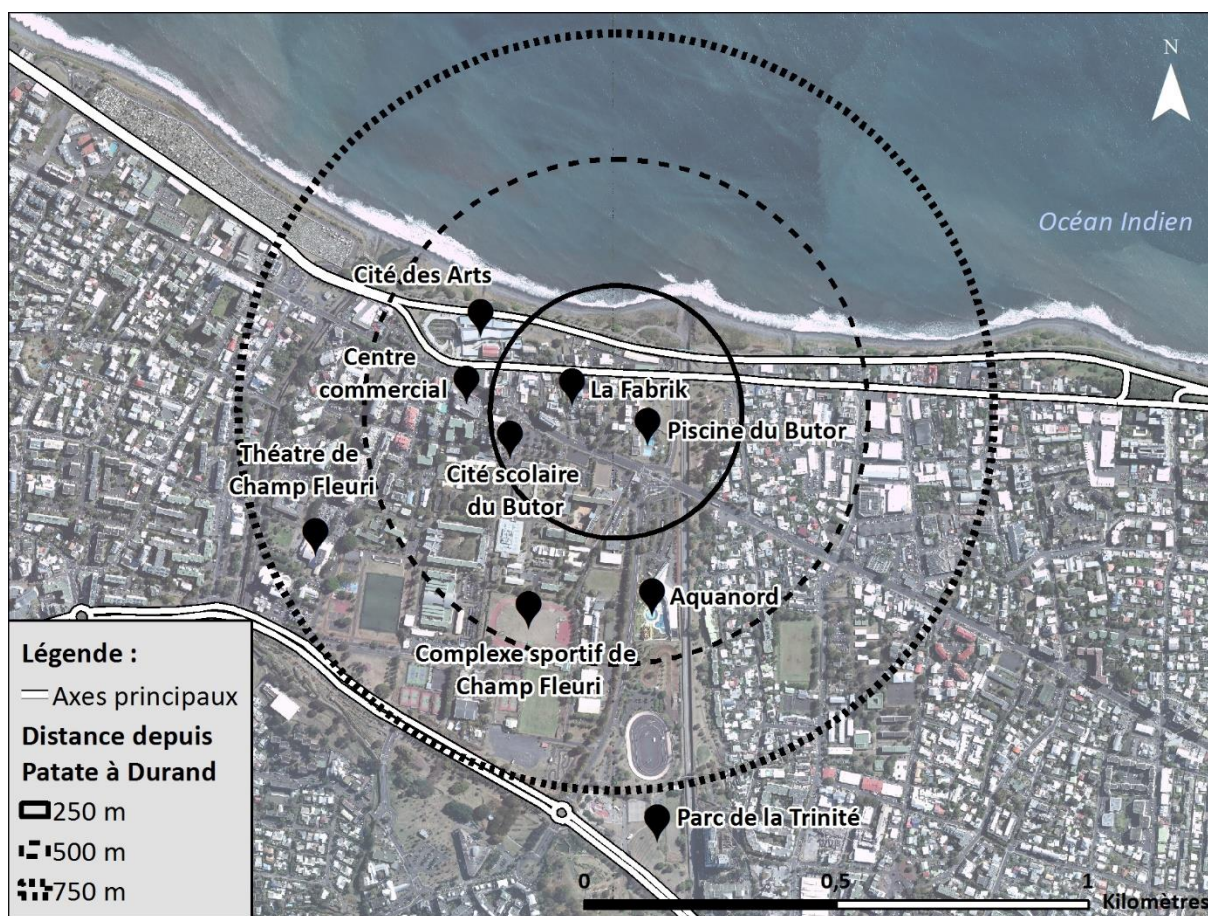 N
Océan Indien
Cité des Arts
Centre
commercial
La Fabrik
Piscine du Butor
Théatre de
Champ Fleuri
Cité scolaire
du Butor
Aquanord
Complexe sportif de
Champ Fleuri
Parc de la Trinité
Légende :
Axes principaux
Distance depuis
Patate à Durand
250 m
500 m
750 m
0
0,5
1
Kilomètres